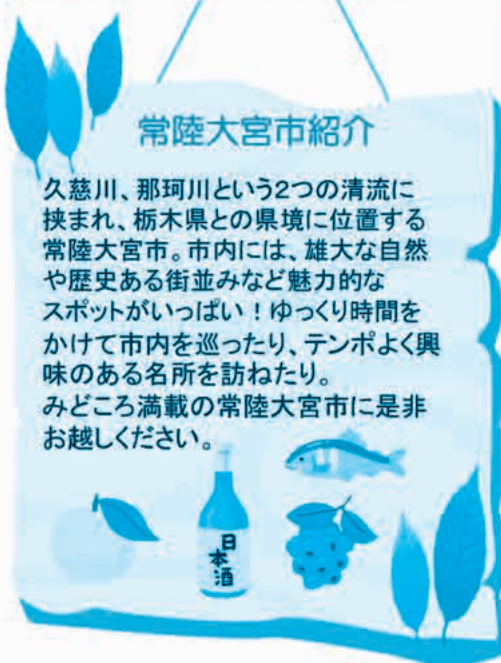 常陸大宮市紹介
久慈川、那珂川という2つの清流に
挟まれ、栃木県との県境に位置する
常陸大宮市。市内には、雄大な自然
や歴史ある街並みなど魅力的な
スポットがいっぱい！ゆっくり時間を
かけて市内を巡ったり、テンポよく興
味のある名所を訪ねたり。
みどころ満載の常陸大宮市に是非
お越しください。
日本酒